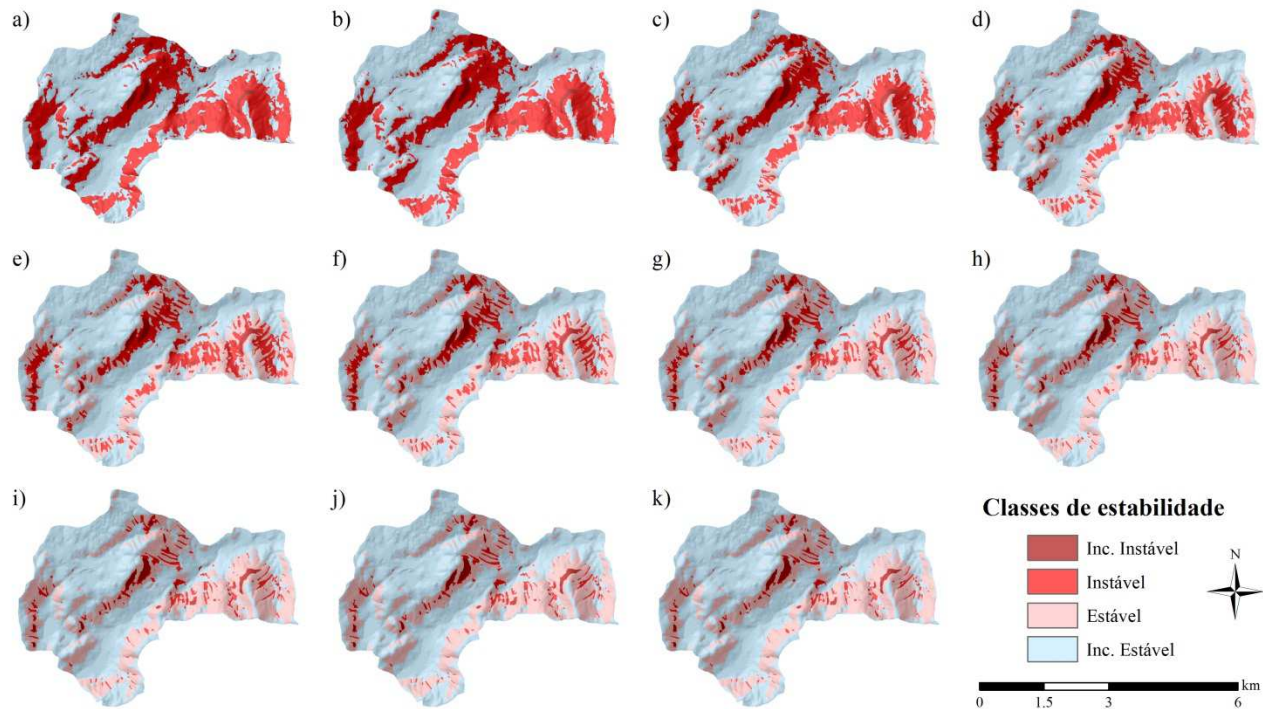 a)
b)
c)
d)
e)
f)
g)
h)
i)
j)
k)
Classes de estabilidade
Inc. Instável
Instável
Estável
Inc. Estável
N
km
0 1.5 3 6